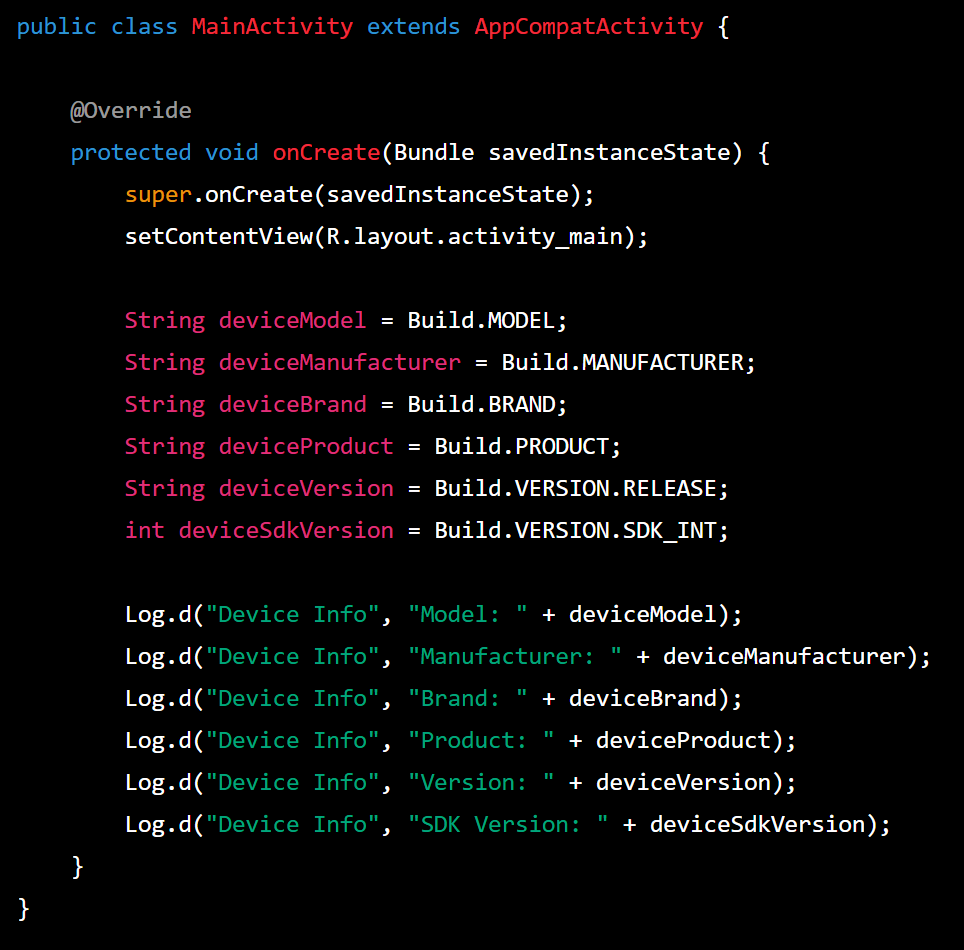 public class MainActivity extends AppCompatActivity {
@Override
protected void onCreate(Bundle savedInstanceState) {
super.onCreate(savedInstanceState);
setContentView(R.layout.activity_main);
String deviceModel = Build.MODEL;
String deviceManufacturer = Build.MANUFACTURER;
String deviceBrand = Build.BRAND;
String deviceProduct = Build.PRODUCT;
String deviceVersion = Build.VERSION.RELEASE;
int deviceSdkVersion = Build.VERSION.SDK_INT;
Log.d("Device Info", "Model: " + deviceModel);
Log.d("Device Info", "Manufacturer: " + deviceManufacturer);
Log.d("Device Info", "Brand: " + deviceBrand);
Log.d("Device Info", "Product: " + deviceProduct);
Log.d("Device Info", "Version: " + deviceVersion);
Log.d("Device Info", "SDK Version: " + deviceSdkVersion);
}
}